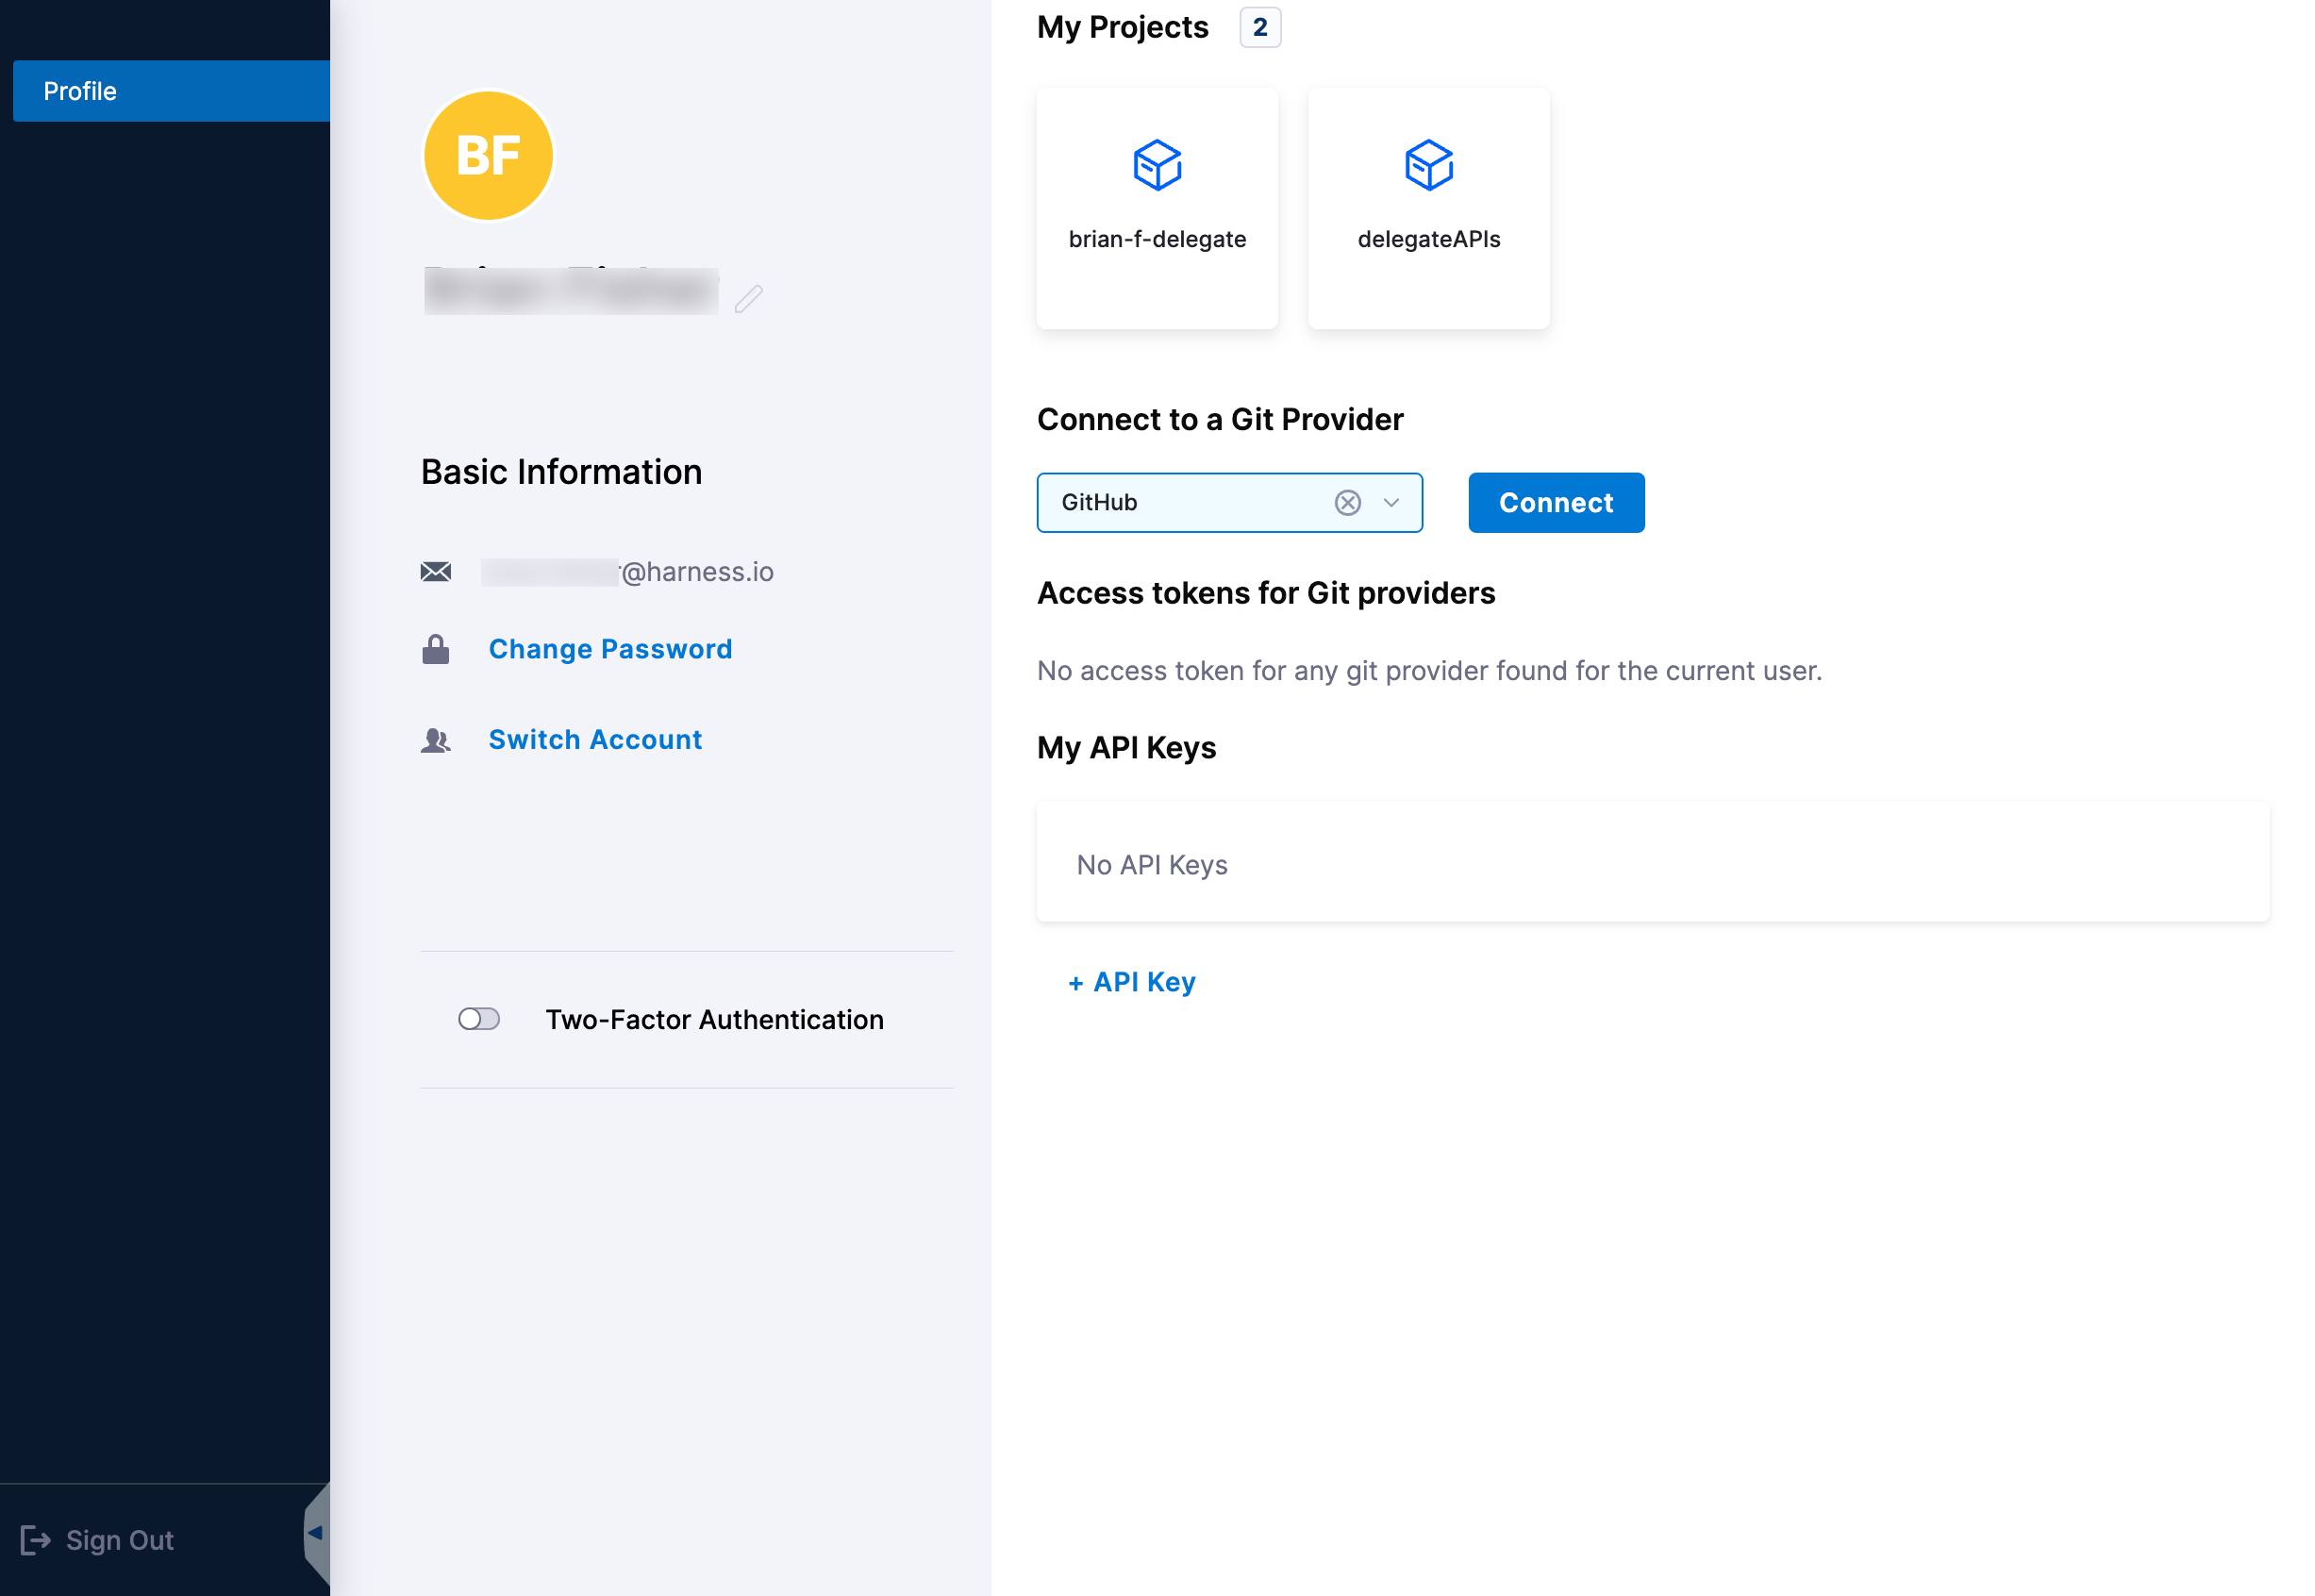 Profile
Sign Out
BF
Basic Information
@harness.io
Change Password
Switch Account
Two-Factor Authentication
My Projects 2
brian-f-delegate
delegateAPIs
Connect to a Git Provider
GitHub
Connect
Access tokens for Git providers
No access token for any git provider found for the current user.
My API Keys
No API Keys
+ API Key